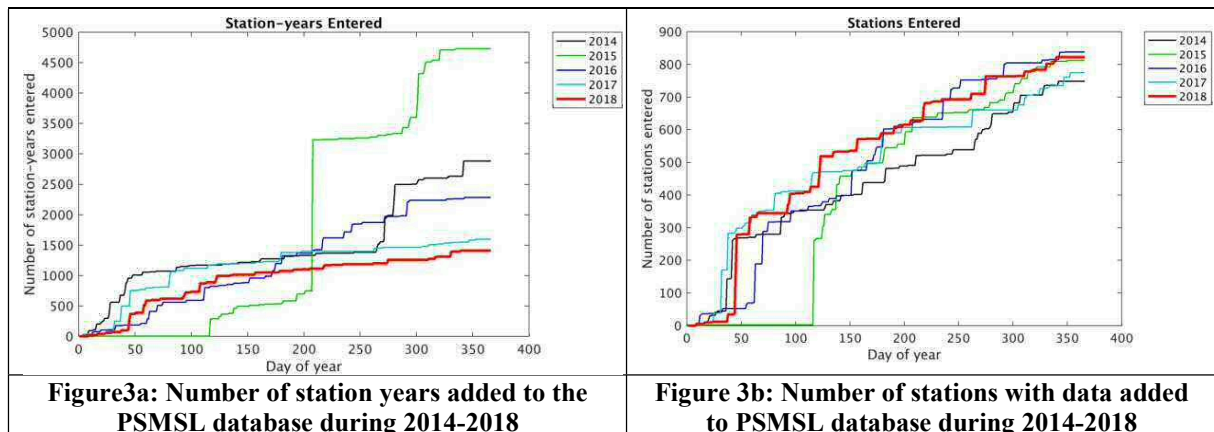 Station-years Entered
5000
4500
4000
3500
3000
2500
2000
1500
1000
500
0
Number of station-years entered
0 50 100 150 200 250 300 350 400
Day of year
2014
2015
2016
2017
2018
Stations Entered
900
800
700
600
500
400
300
200
100
0
Number of stations entered
0 50 100 150 200 250 300 350 400
Day of year
2014
2015
2016
2017
2018
Figure3a: Number of station years added to the
PSMSL database during 2014-2018
Figure 3b: Number of stations with data added
to PSMSL database during 2014-2018